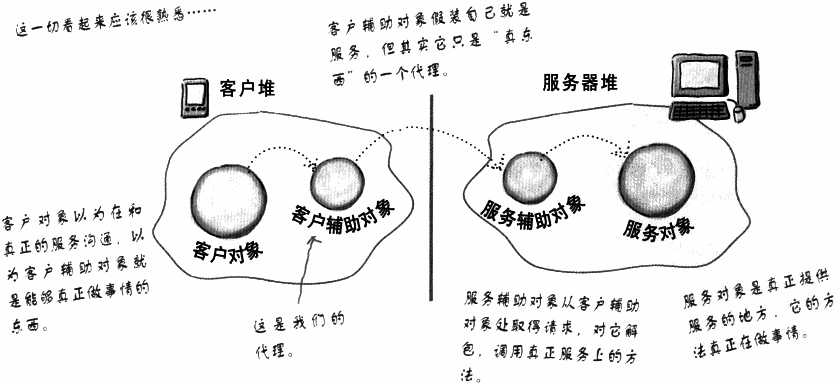 这一切看起来应该很熟悉……
客户辅助对象假装自己就是
服务，但其实它只是“真东
西”的一个代理。
客户堆
服务器堆
客户对象
客户辅助对象
服务辅助对象
服务对象
客户对象以为在和
真正的服务沟通，以
为客户辅助对象就
是能够真正做事情的
东西。
这是我们的
代理。
服务辅助对象从客户辅助
对象处取得请求，对它解
包，调用真正服务上的方
法。
服务对象是真正提供
服务的地方，它的方
法真正在做事情。